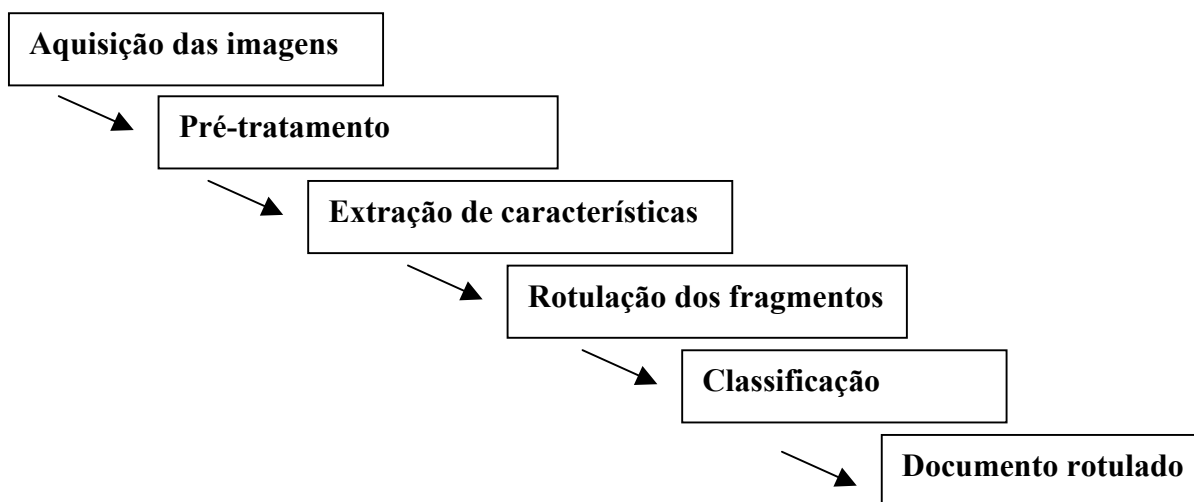 Aquisição das imagens
Pré-tratamento
Extração de características
Rotulação dos fragmentos
Classificação
Documento rotulado